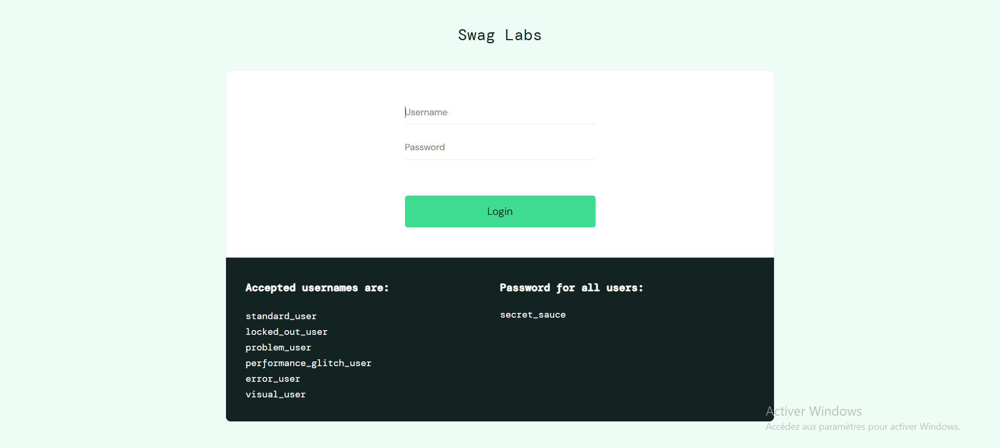 Swag Labs
Username
Password
Login
Accepted usernames are:
standard_user
locked_out_user
problem_user
performance_glitch_user
error_user
visual_user
Password for all users:
secret_sauce
Activer Windows
Accédez aux paramètres pour activer Windows.